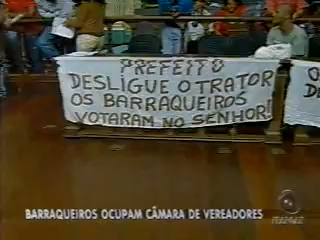 PREFEITO
DESLIGUE O TRATOR
OS BARRAQUEIROS
VOTARAM NO SENHOR!
BARRAQUEIROS OCUPAM CÂMARA DE VEREADORES